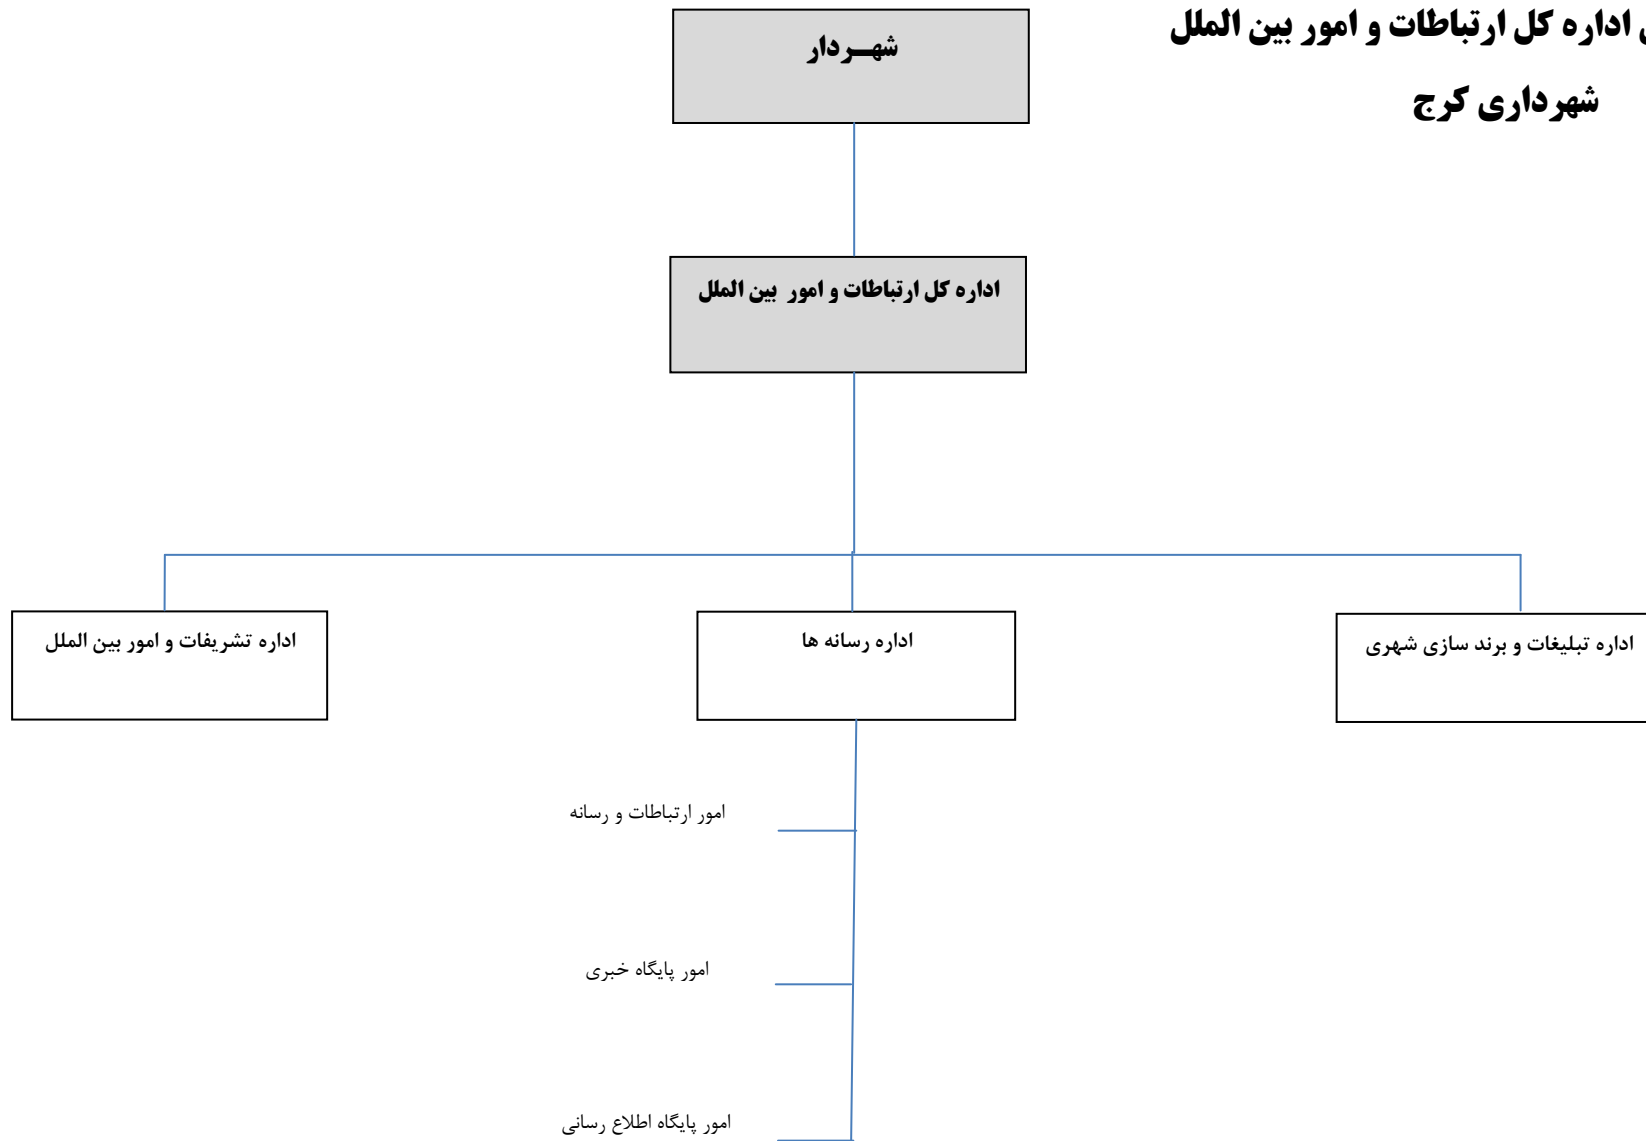 اداره کل ارتباطات و امور بین الملل
شهرداری کرج
شهــردار
اداره کل ارتباطات و امور بین الملل
اداره تبلیغات و برند سازی شهری
اداره رسانه ها
اداره تشریفات و امور بین الملل
امور ارتباطات و رسانه
امور پایگاه خبری
امور پایگاه اطلاع رسانی